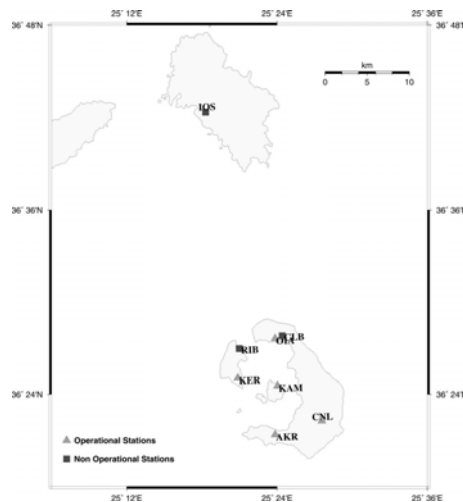 25° 12'E 25° 24'E 25° 36'E
36° 48'N 36° 48'N
km
0 5 10
IOS
36° 36'N 36° 36'N
OIA CLB
RIB
KER
KAM
36° 24'N 36° 24'N
CNL
AKR
Operational Stations
Non Operational Stations
25° 12'E 25° 24'E 25° 36'E